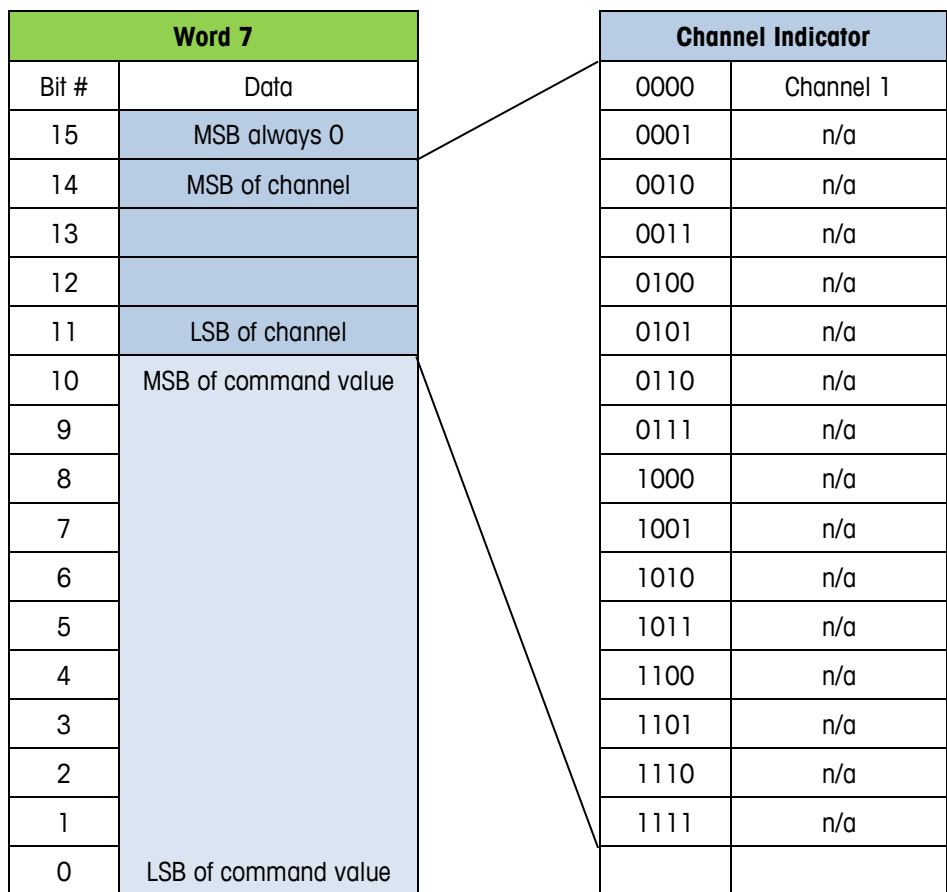 Word 7
Bit # Data
15 MSB always 0
14 MSB of channel
13
12
11 LSB of channel
10 MSB of command value
9
8
7
6
5
4
3
2
1
0 LSB of command value
Channel Indicator
0000 Channel 1
0001 n/a
0010 n/a
0011 n/a
0100 n/a
0101 n/a
0110 n/a
0111 n/a
1000 n/a
1001 n/a
1010 n/a
1011 n/a
1100 n/a
1101 n/a
1110 n/a
1111 n/a